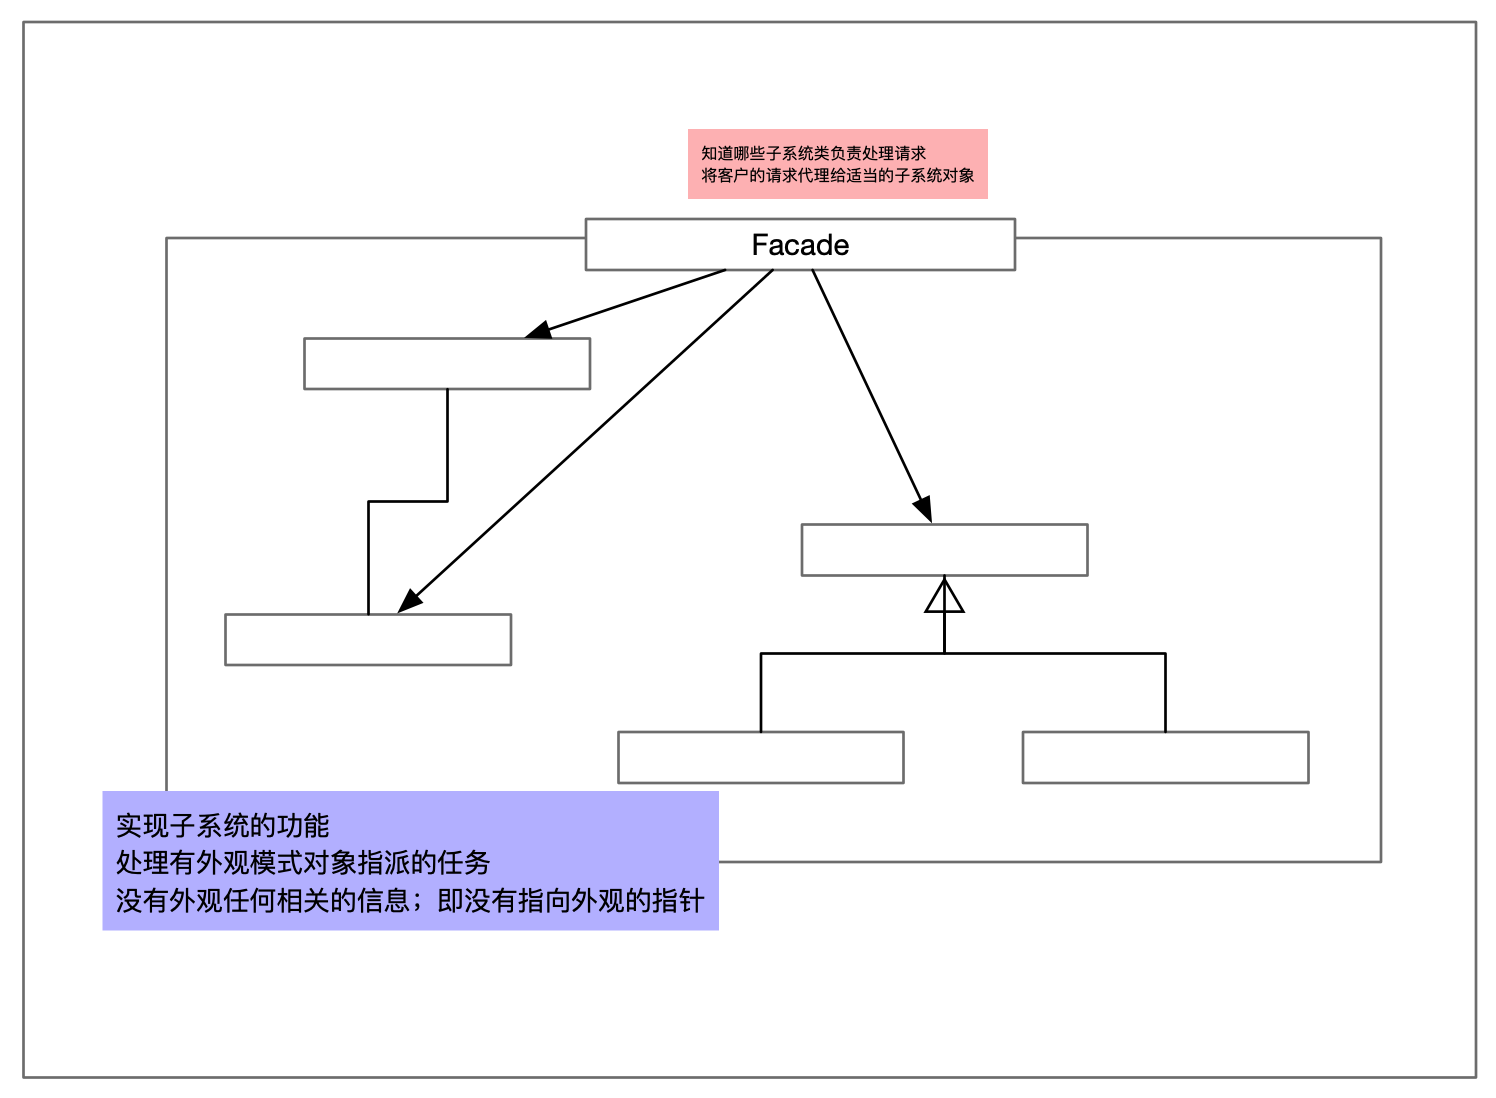 知道哪些子系统类负责处理请求
将客户的请求代理给适当的子系统对象
Facade
实现子系统的功能
处理有外观模式对象指派的任务
没有外观任何相关的信息；即没有指向外观的指针